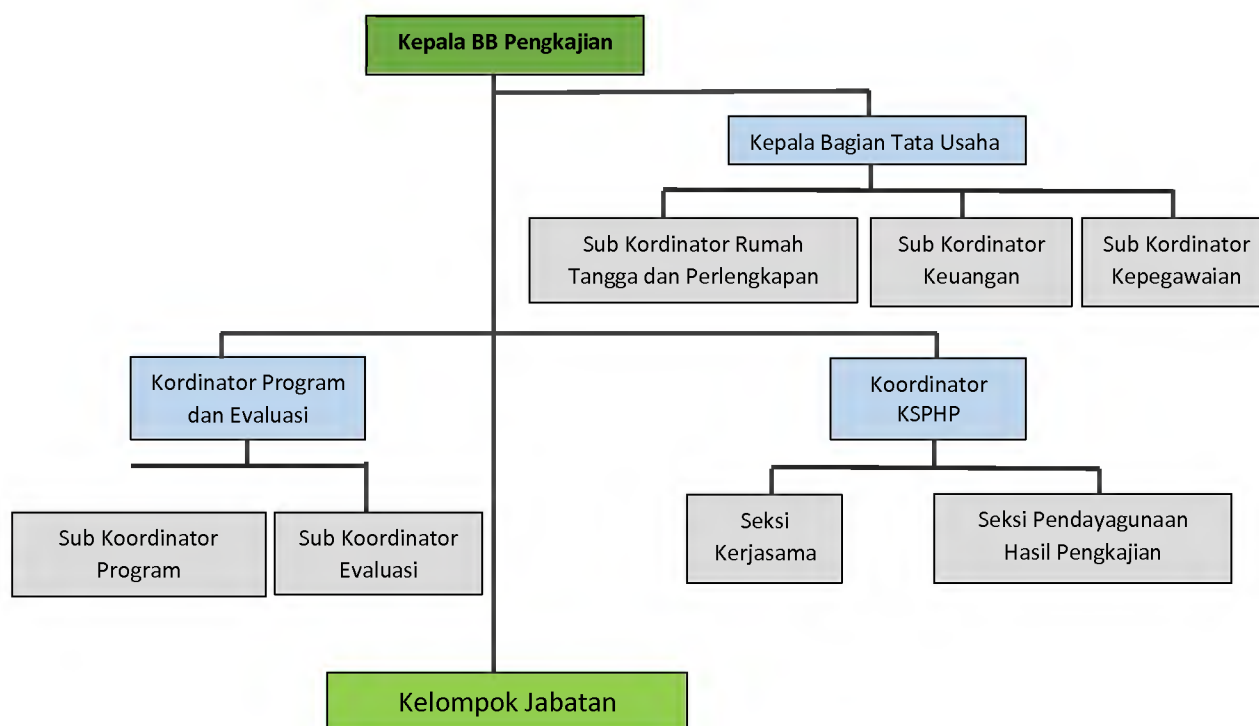 Kepala BB Pengkajian
Kepala Bagian Tata Usaha
Sub Kordinator Rumah
Tangga dan Perlengkapan
Sub Kordinator
Keuangan
Sub Kordinator
Kepegawaian
Kordinator Program
dan Evaluasi
Koordinator
KSPHP
Sub Koordinator
Program
Sub Koordinator
Evaluasi
Seksi
Kerjasama
Seksi Pendayagunaan
Hasil Pengkajian
Kelompok Jabatan